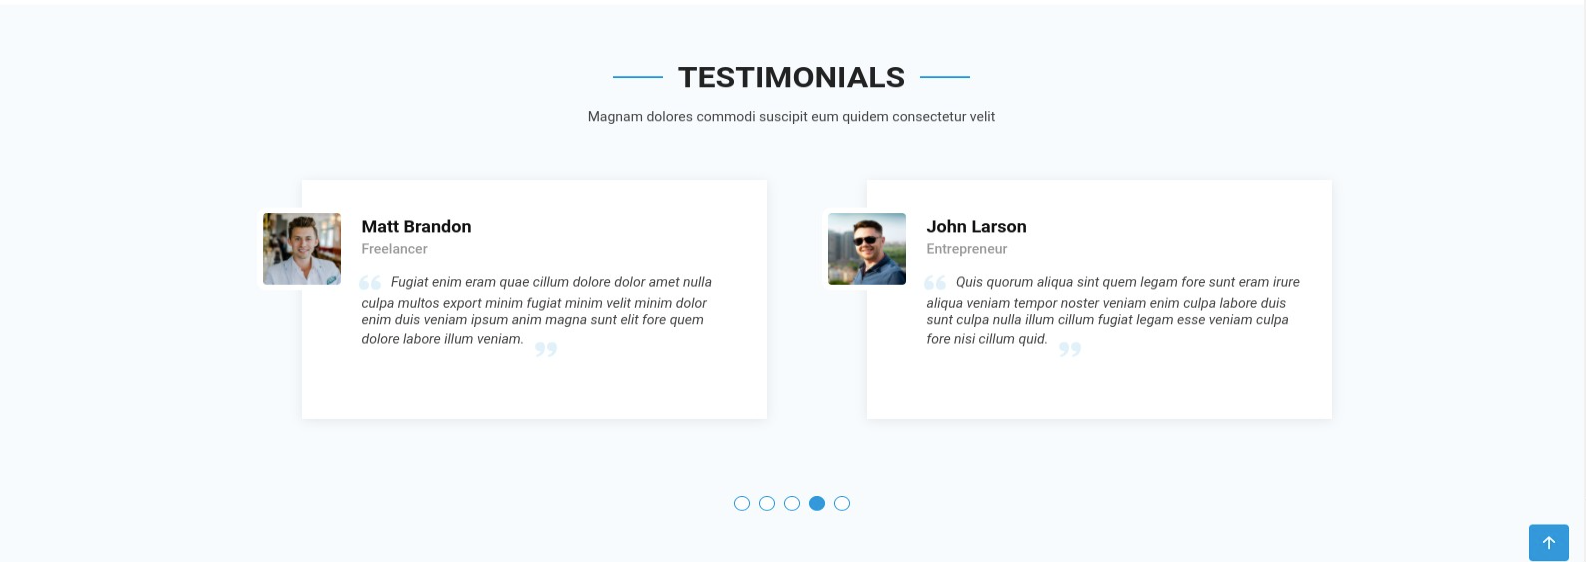 TESTIMONIALS
Magnam dolores commodi suscipit eum quidem consectetur velit
Matt Brandon
Freelancer
“ Fugiat enim eram quae cillum dolore dolor amet nulla
culpa multos export minim fugiat minim velit minim dolor
enim duis veniam ipsum anim magna sunt elit fore quem
dolore labore illum veniam. ”
John Larson
Entrepreneur
“ Quis quorum aliqua sint quem legam fore sunt eram irure
aliqua veniam tempor noster veniam enim culpa labore duis
sunt culpa nulla illum cillum fugiat legam esse veniam culpa
fore nisi cillum quid. ”